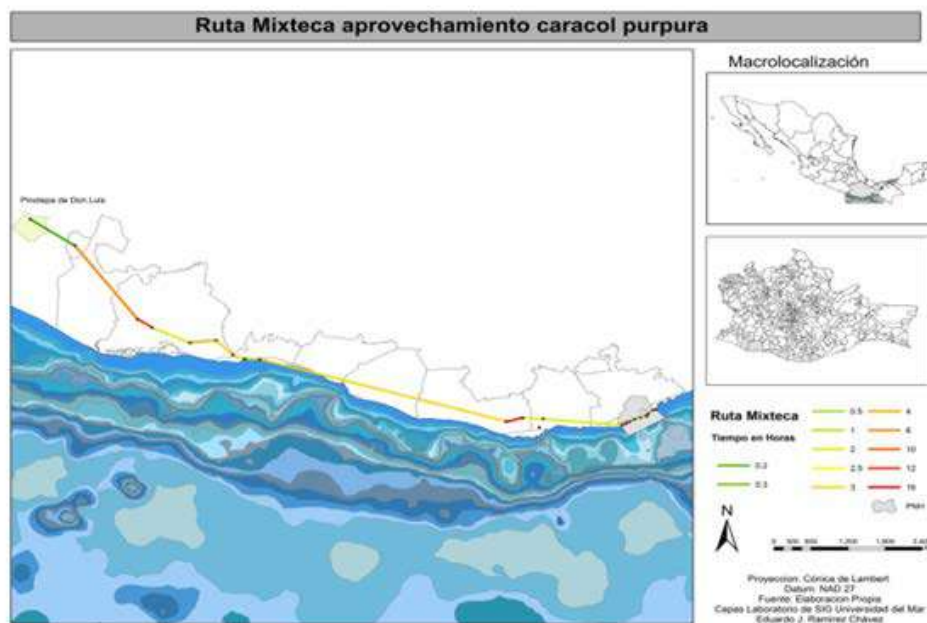 Ruta Mixteca aprovechamiento caracol purpura
Macrolocalización
Pinotepa de Don Luis
Ruta Mixteca
Tiempo en Horas
0.2
0.3
0.5
1
2
2.5
3
4
6
10
12
16
PNH
N
Proyeccion: Cónica de Lambert
Datum: NAD 27
Fuente: Elaboracion Propia
Capas Laboratorio de SIG Universidad del Mar
Eduardo J. Ramirez Chávez